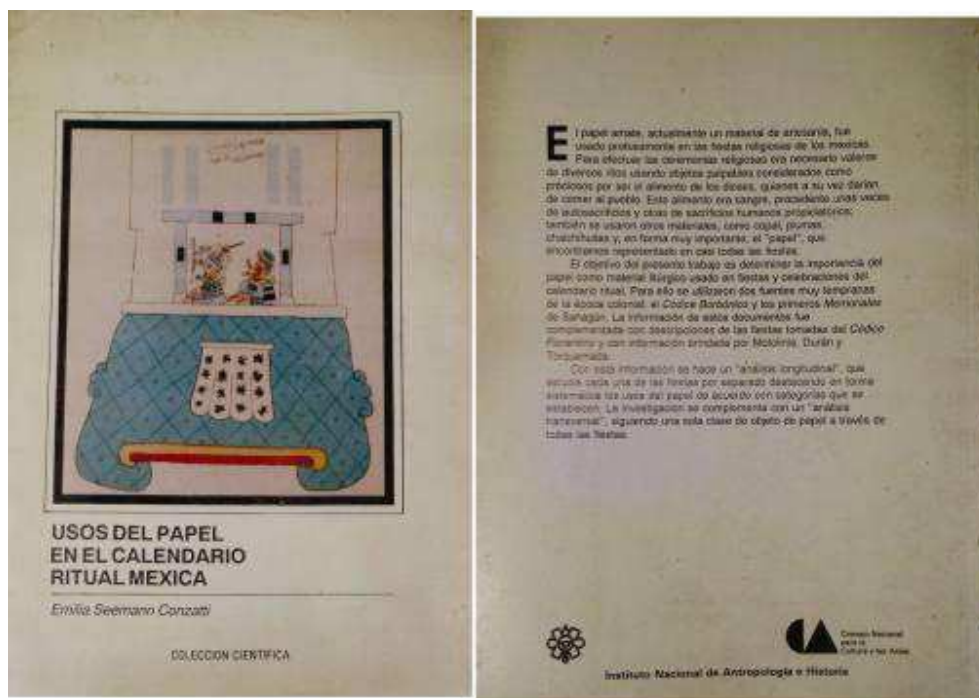 USOS DEL PAPEL
EN EL CALENDARIO
RITUAL MEXICA
Emilia Seemann Conzatti
COLECCION CIENTIFICA
El papel amate, actualmente un material de artesanía, fue
usado profusamente en las fiestas religiosas de los mexicas.
Para efectuar las ceremonias religiosas era necesario valerse
de diversos ritos usando objetos palpables considerados como
preciosos por ser el alimento de los dioses, quienes a su vez darían
de comer al pueblo. Este alimento era sangre, procedente unas veces
de autosacrificios y otras de sacrificios humanos propiciatorios;
también se usaron otros materiales, como copal, plumas,
chalchihuites y, en forma muy importante, el "papel", que
encontramos representado en casi todas las fiestas.
El objetivo del presente trabajo es determinar la importancia del
papel como material litúrgico usado en fiestas y celebraciones del
calendario ritual. Para ello se utilizaron dos fuentes muy tempranas
de la época colonial: el Códice Borbónico y los primeros Memoriales
de Sahagún. La información de estos documentos fue
complementada con descripciones de las fiestas tomadas del Códice
Florentino y con información brindada por Motolinía, Durán y
Torquemada.
Con esta información se hace un "análisis longitudinal", que
estudia cada una de las fiestas por separado destacando en forma
sistemática los usos del papel de acuerdo con categorías que se
establecen. La investigación se complementa con un "análisis
transversal", siguiendo una sola clase de objeto de papel a través de
todas las fiestas.
CA
Consejo Nacional
para la
Cultura y las Artes
Instituto Nacional de Antropología e Historia